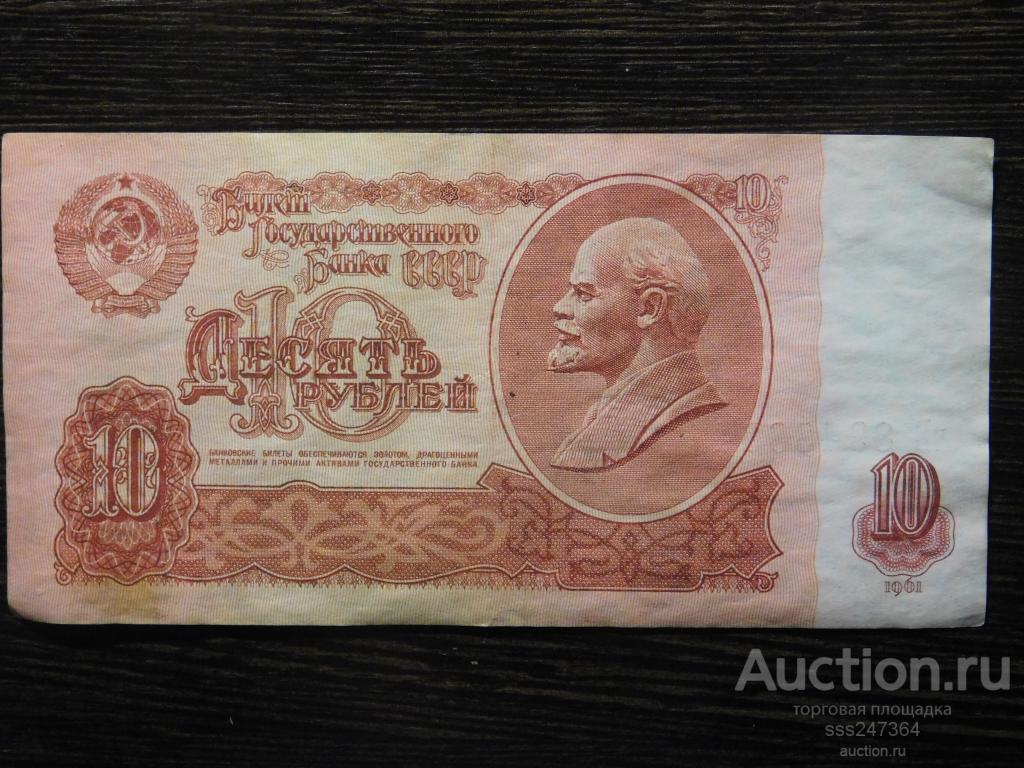 Билет
Государственного
Банка СССР
10
10
Десять
рублей
БАНКОВСКИЕ БИЛЕТЫ ОБЕСПЕЧИВАЮТСЯ ЗОЛОТОМ, ДРАГОЦЕННЫМИ
МЕТАЛЛАМИ И ПРОЧИМИ АКТИВАМИ ГОСУДАРСТВЕННОГО БАНКА
10
10
1961
Auction.ru
торговая площадка
sss247364
auction.ru